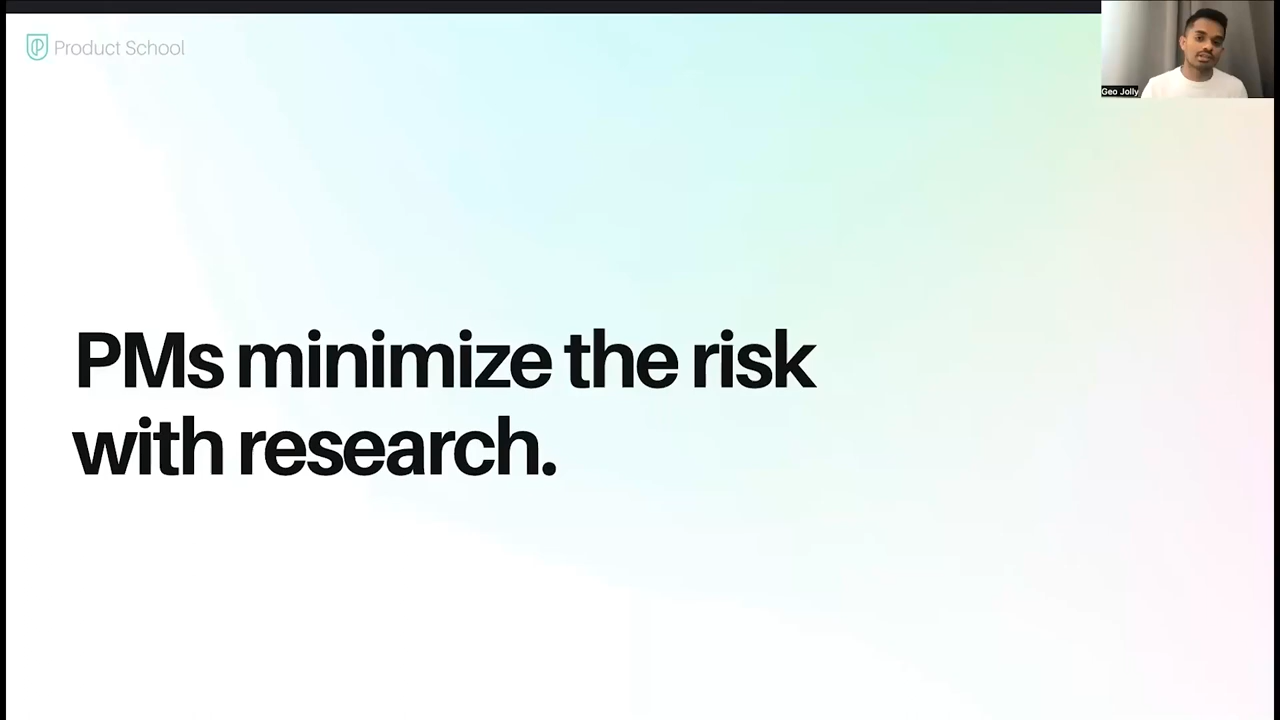 Product School
Geo Jolly
PMs minimize the risk
with research.